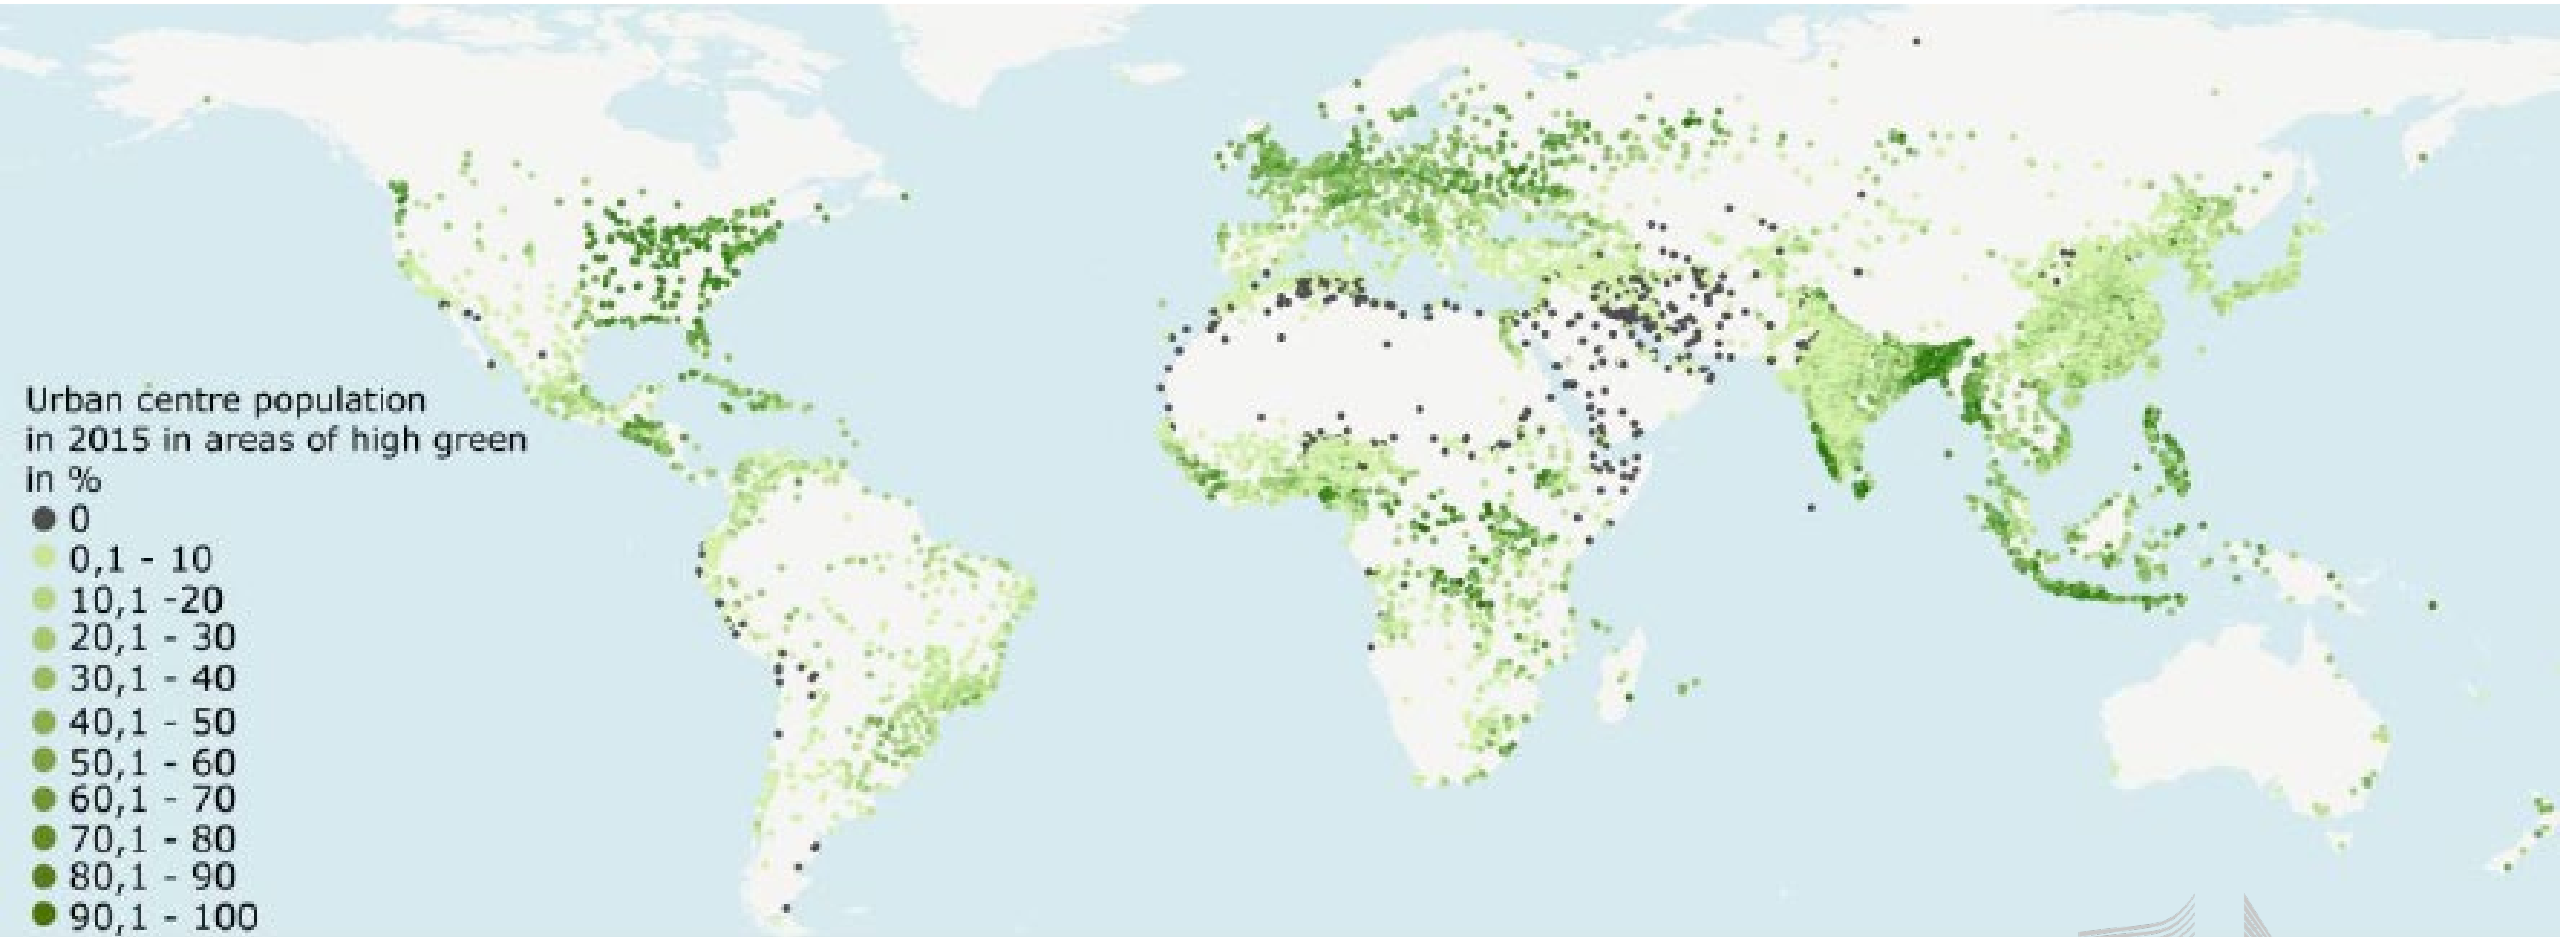 Urban centre population
in 2015 in areas of high green
in %
0
0,1 - 10
10,1 -20
20,1 - 30
30,1 - 40
40,1 - 50
50,1 - 60
60,1 - 70
70,1 - 80
80,1 - 90
90,1 - 100